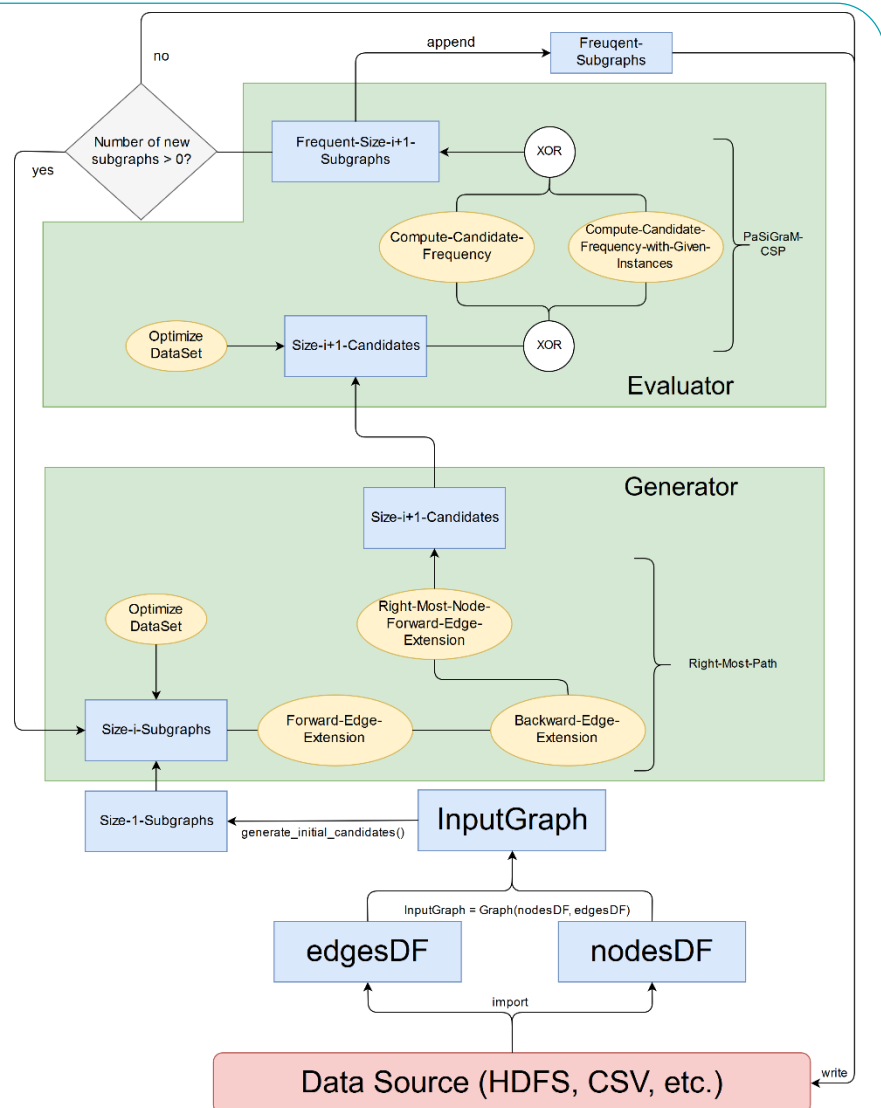 no
append
Freuqent-
Subgraphs
Number of new
subgraphs > 0?
yes
Frequent-Size-i+1-
Subgraphs
XOR
Compute-Candidate-
Frequency
Compute-Candidate-
Frequency-with-Given-
Instances
PaSiGraM-
CSP
Optimize
DataSet
Size-i+1-Candidates
XOR
Evaluator
Generator
Size-i+1-Candidates
Optimize
DataSet
Right-Most-Node-
Forward-Edge-
Extension
Right-Most-Path
Size-i-Subgraphs
Forward-Edge-
Extension
Backward-Edge-
Extension
Size-1-Subgraphs
generate_initial_candidates()
InputGraph
InputGraph = Graph(nodesDF, edgesDF)
edgesDF
nodesDF
import
Data Source (HDFS, CSV, etc.)
write